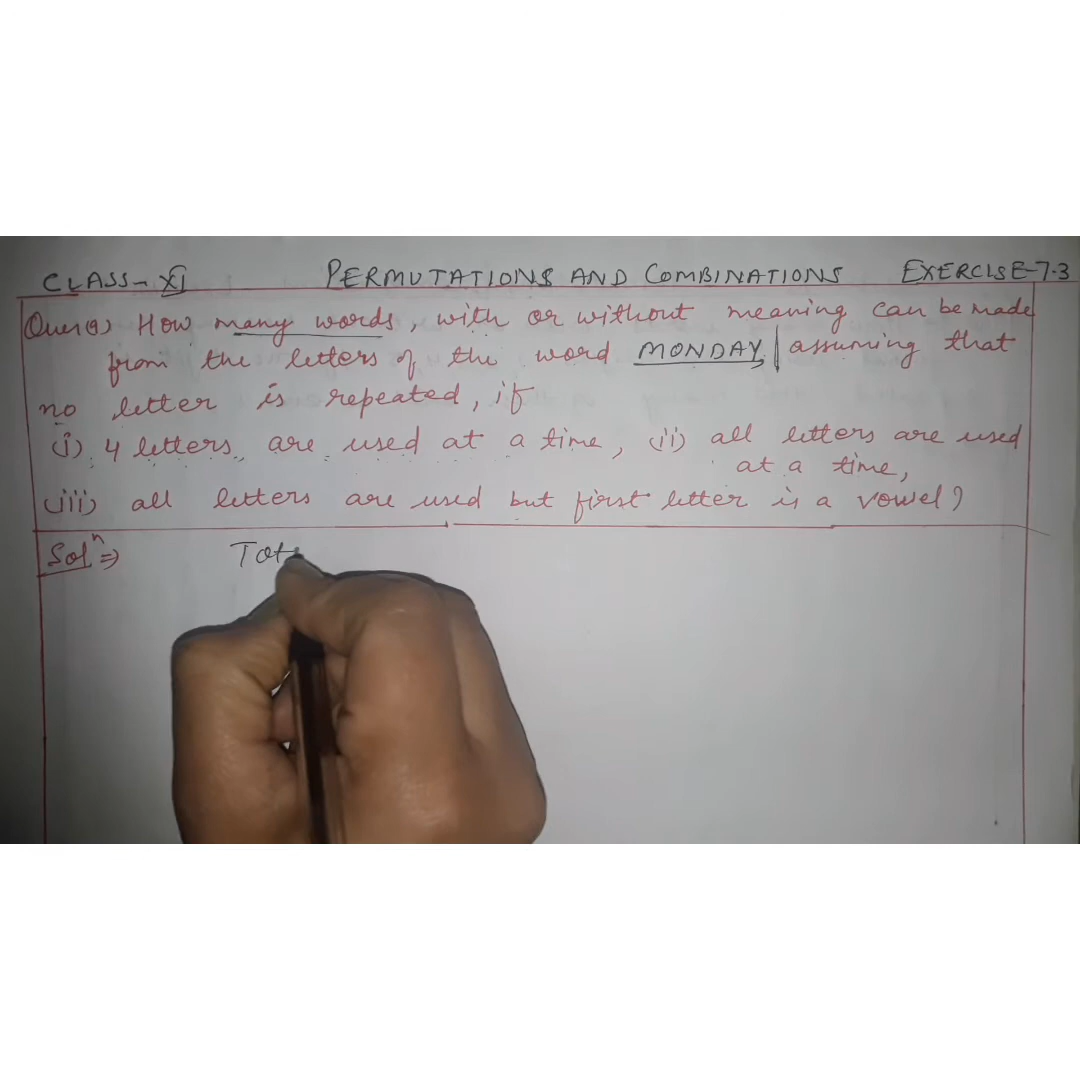 CLASS - XI PERMUTATIONS AND COMBINATIONS EXERCISE-7.3
Ques(9) How many words, with or without meaning can be made
from the letters of the word MONDAY, assuming that
no letter is repeated, if
(i) 4 letters are used at a time, (ii) all letters are used
at a time,
(iii) all letters are used but first letter is a vowel?
Solⁿ ⇒ Tot